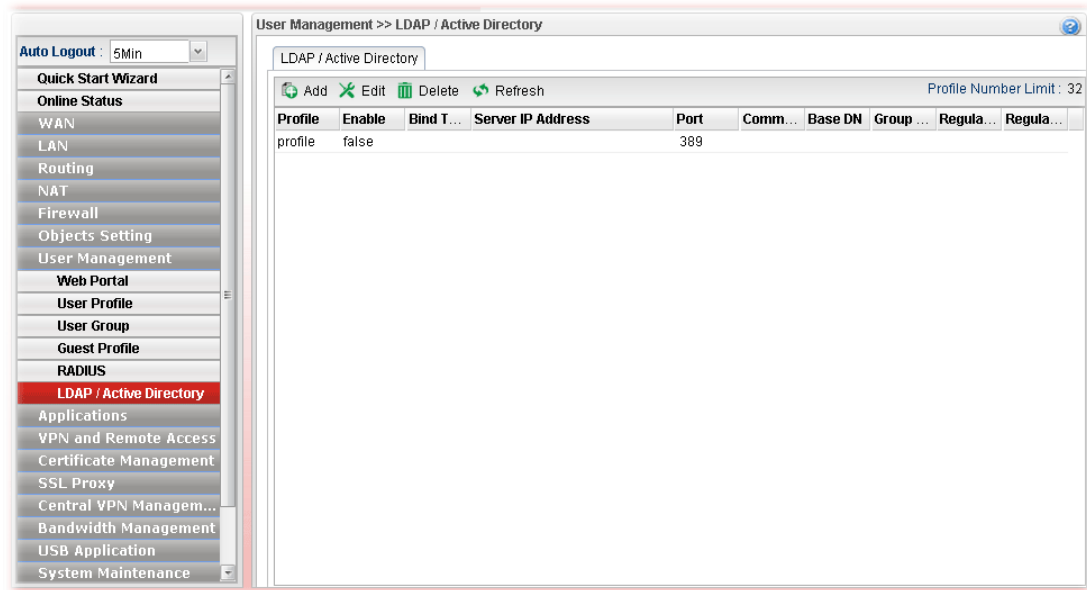 User Management >> LDAP / Active Directory
Auto Logout : 5Min
Quick Start Wizard
Online Status
WAN
LAN
Routing
NAT
Firewall
Objects Setting
User Management
Web Portal
User Profile
User Group
Guest Profile
RADIUS
LDAP / Active Directory
Applications
VPN and Remote Access
Certificate Management
SSL Proxy
Central VPN Managem...
Bandwidth Management
USB Application
System Maintenance
LDAP / Active Directory
Add Edit Delete Refresh Profile Number Limit : 32
Profile Enable Bind T... Server IP Address Port Comm... Base DN Group ... Regula... Regula...
profile false 389